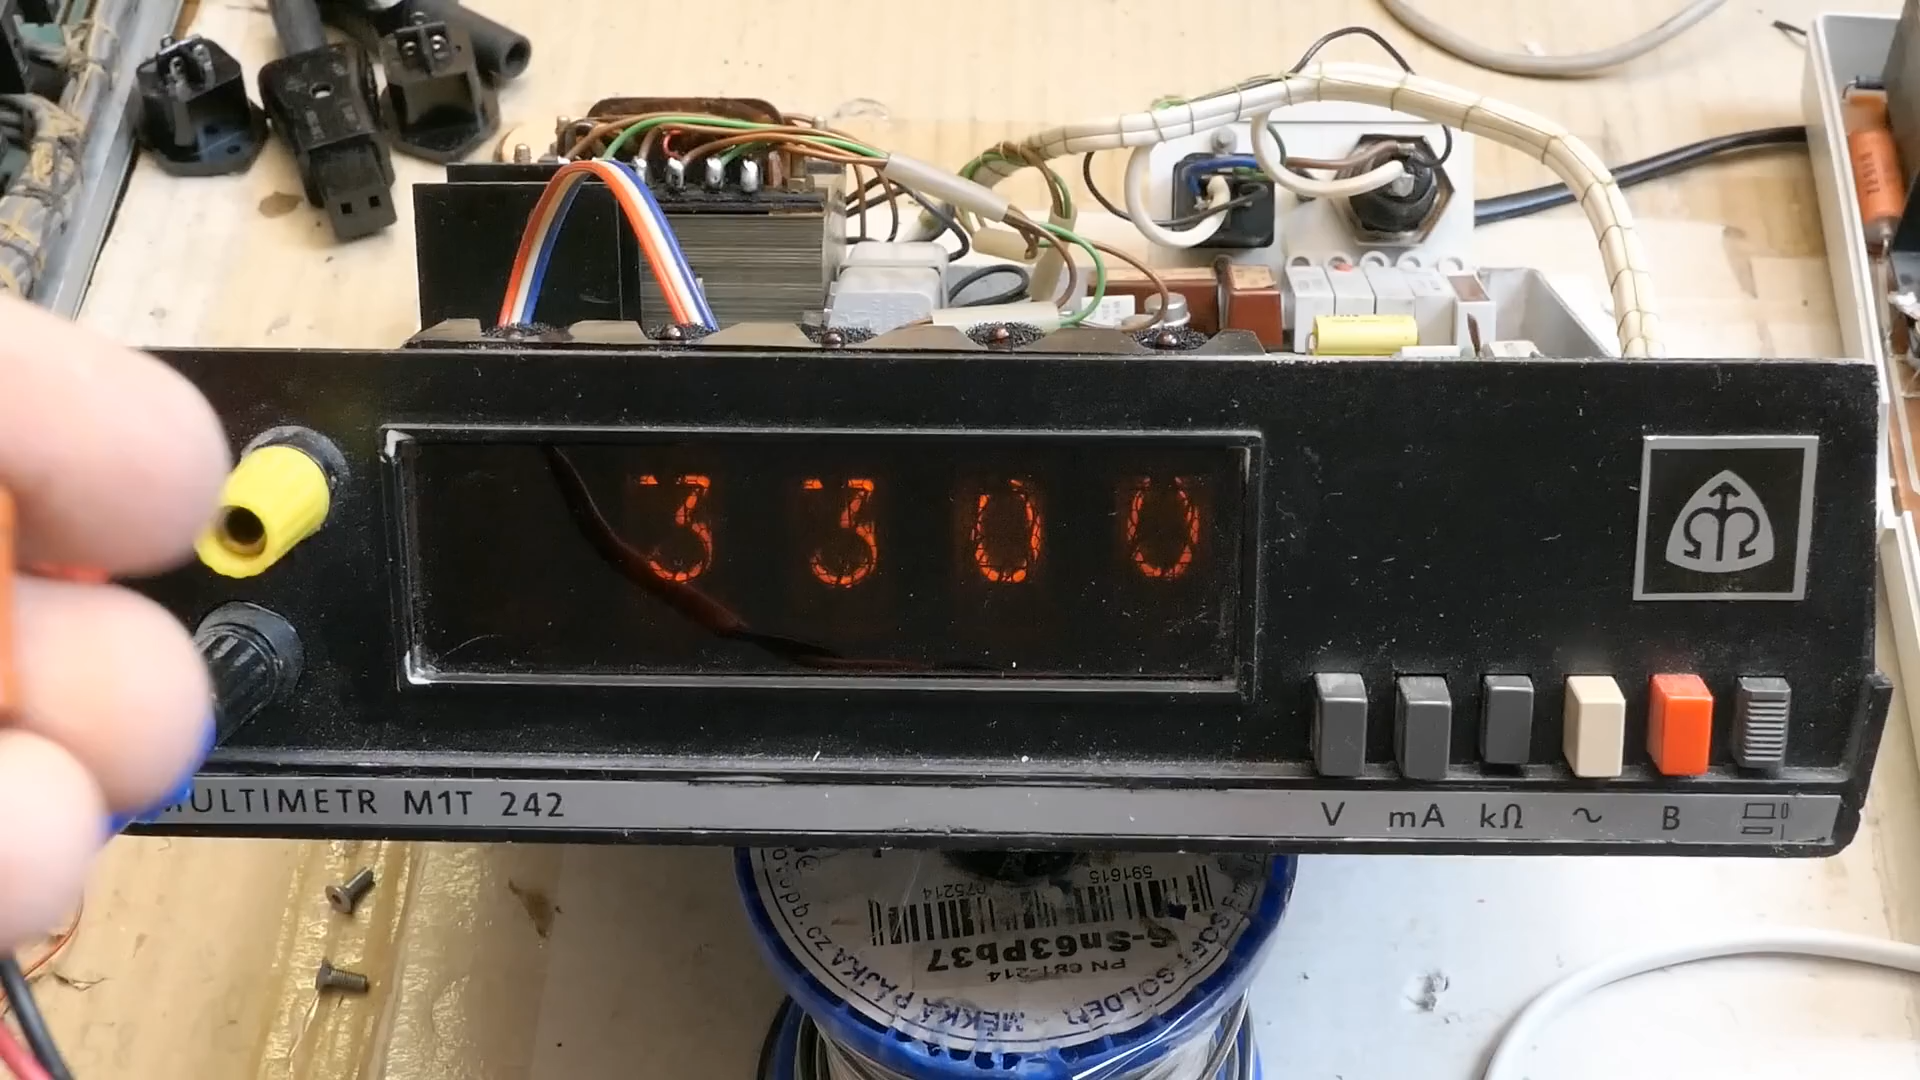 3300
MULTIMETR M1T 242
V mA kΩ ~ B
591615
075214
S-Sn63Pb37
PN 681-214
MĚKKÁ PÁJKA
SOFT SOLDER